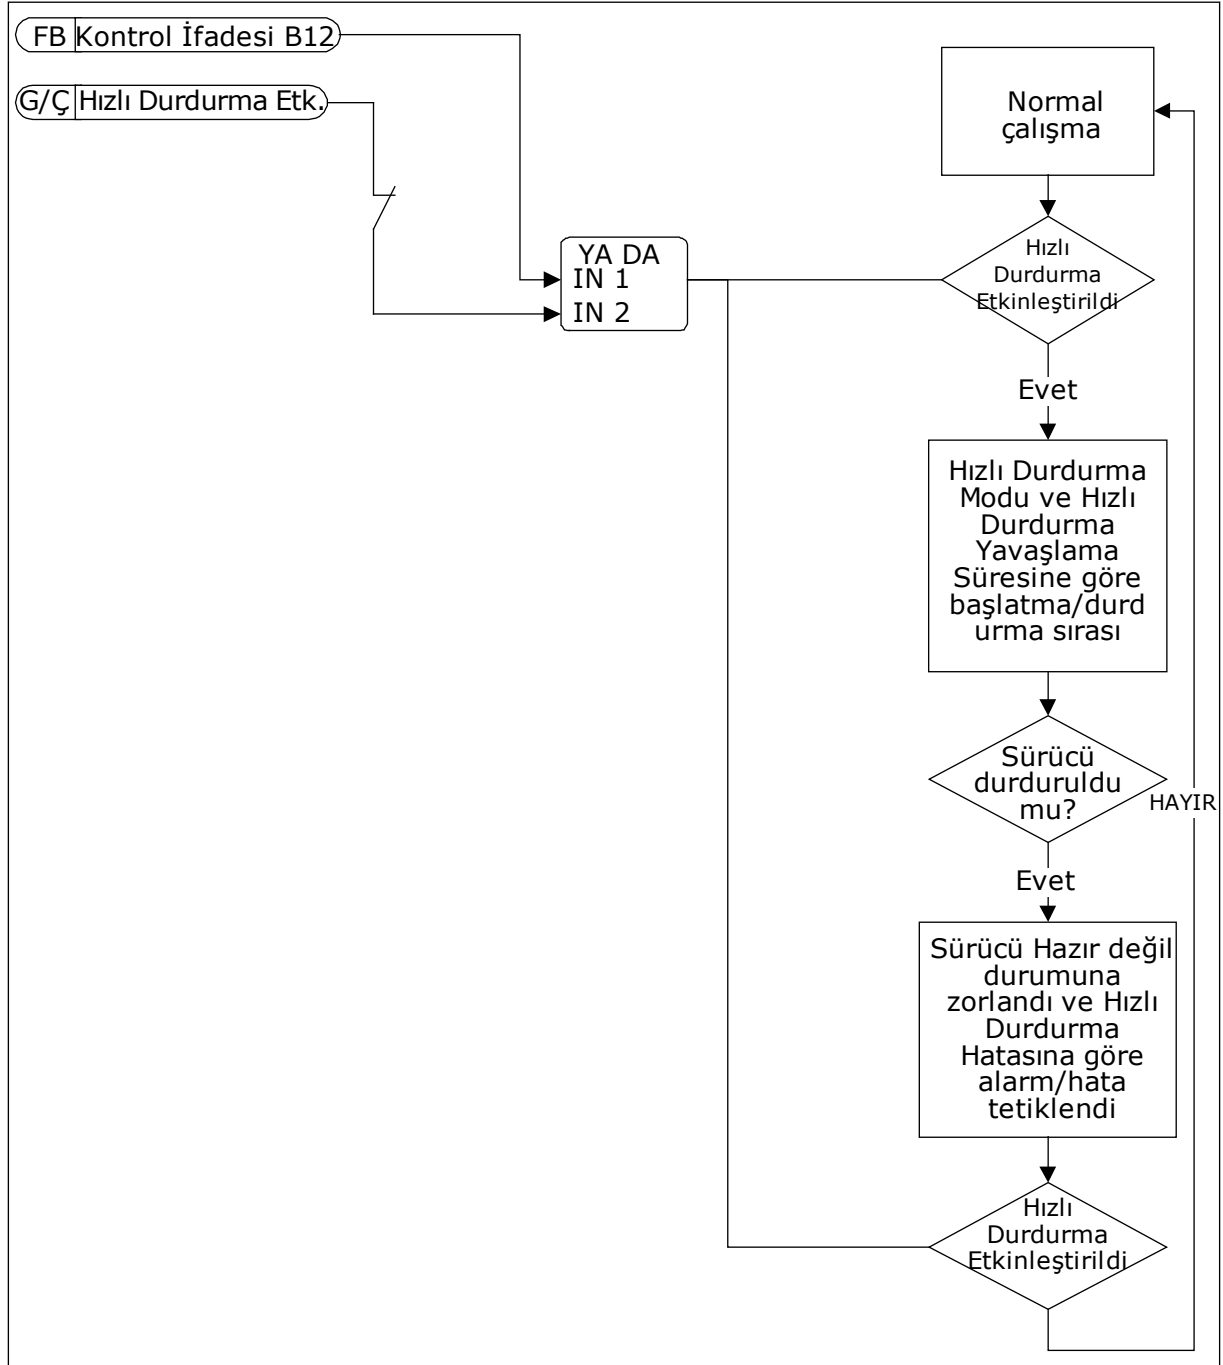 FB Kontrol İfadesi B12
G/Ç Hızlı Durdurma Etk.
Normal
çalışma
Hızlı
Durdurma
Etkinleştirildi
YA DA
IN 1
IN 2
Evet
Hızlı Durdurma
Modu ve Hızlı
Durdurma
Yavaşlama
Süresine göre
başlatma/durd
urma sırası
Sürücü
durduruldu
mu?
HAYIR
Evet
Sürücü Hazır değil
durumuna
zorlandı ve Hızlı
Durdurma
Hatasına göre
alarm/hata
tetiklendi
Hızlı
Durdurma
Etkinleştirildi